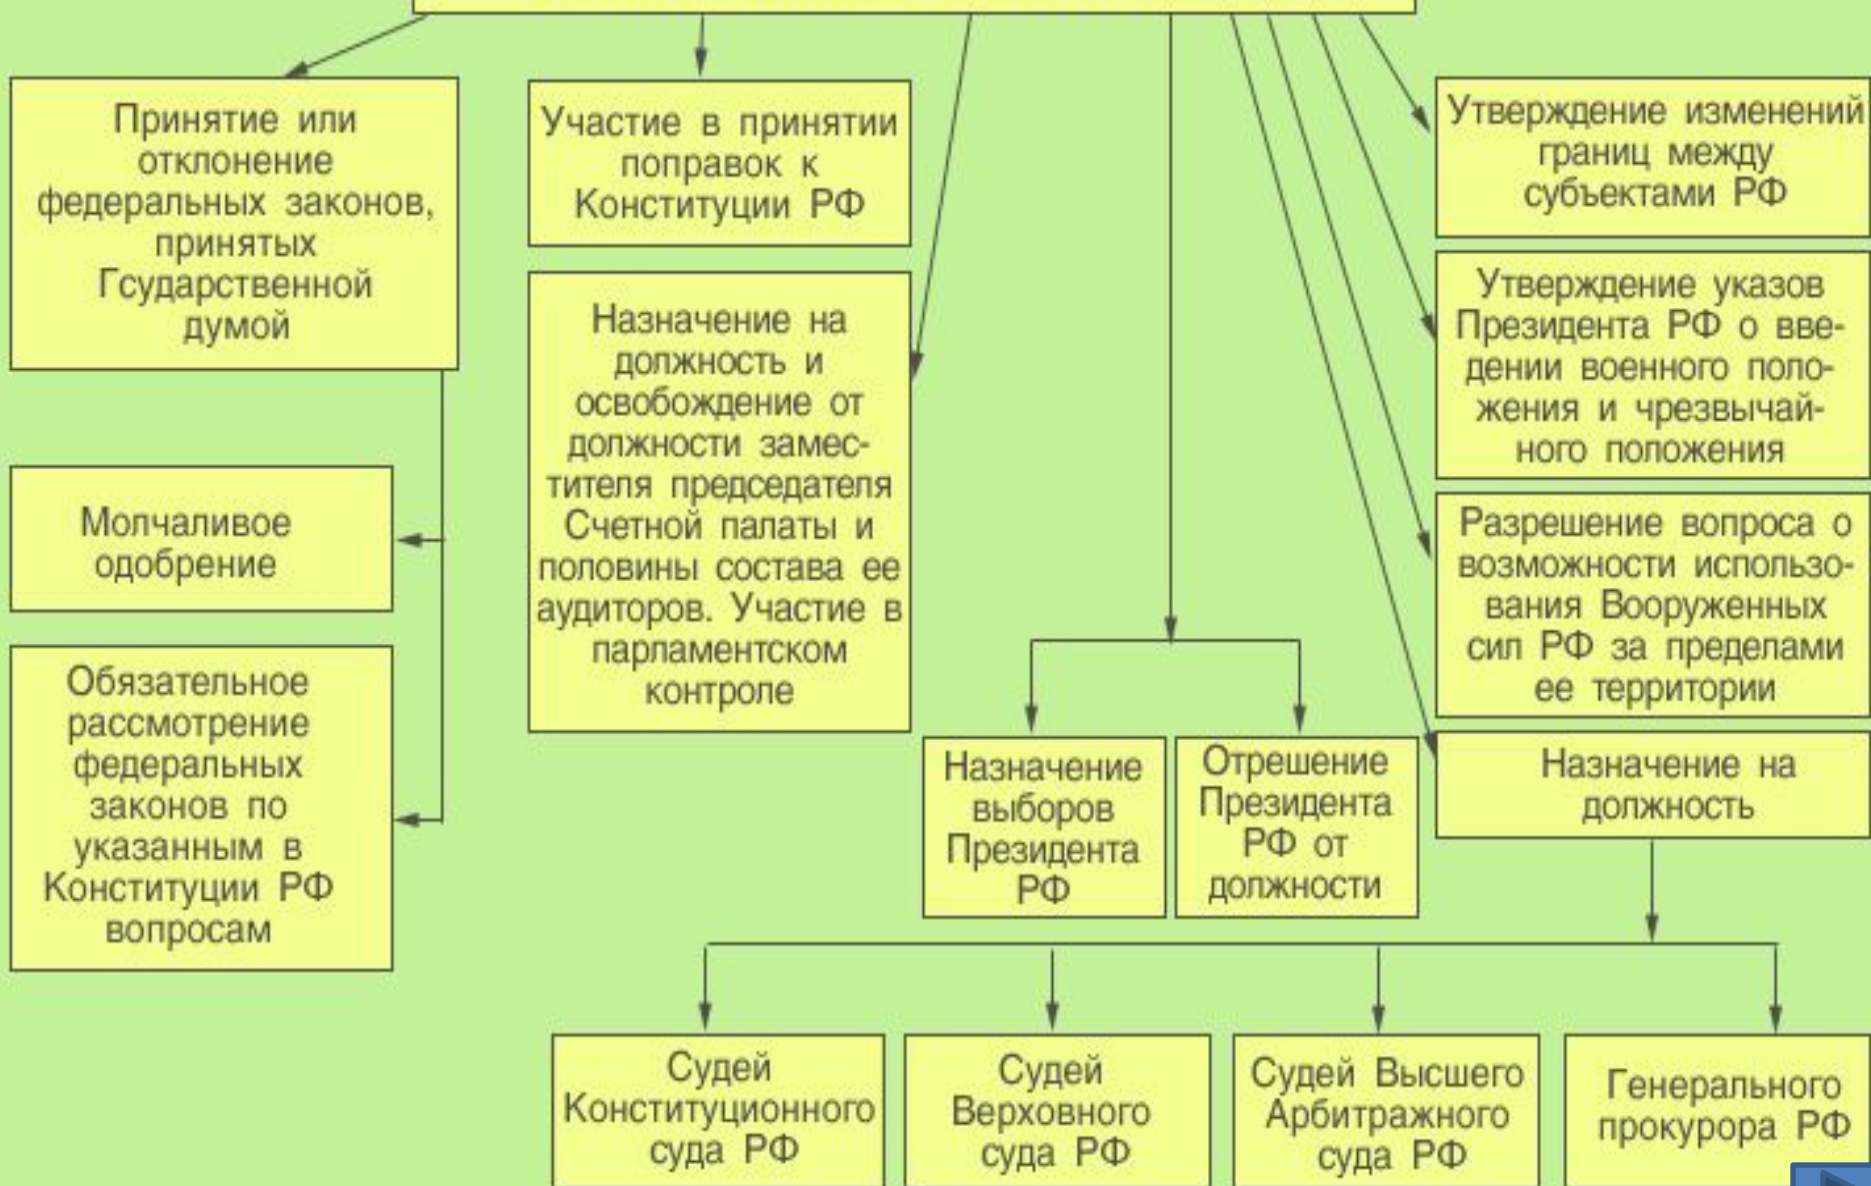 Принятие или
отклонение
федеральных законов,
принятых
Гсударственной
думой
Молчаливое
одобрение
Обязательное
рассмотрение
федеральных
законов по
указанным в
Конституции РФ
вопросам
Участие в принятии
поправок к
Конституции РФ
Назначение на
должность и
освобождение от
должности замес-
тителя председателя
Счетной палаты и
половины состава ее
аудиторов. Участие в
парламентском
контроле
Назначение
выборов
Президента
РФ
Отрешение
Президента
РФ от
должности
Утверждение изменений
границ между
субъектами РФ
Утверждение указов
Президента РФ о вве-
дении военного поло-
жения и чрезвычай-
ного положения
Разрешение вопроса о
возможности использо-
вания Вооруженных
сил РФ за пределами
ее территории
Назначение на
должность
Судей
Конституционного
суда РФ
Судей
Верховного
суда РФ
Судей Высшего
Арбитражного
суда РФ
Генерального
прокурора РФ